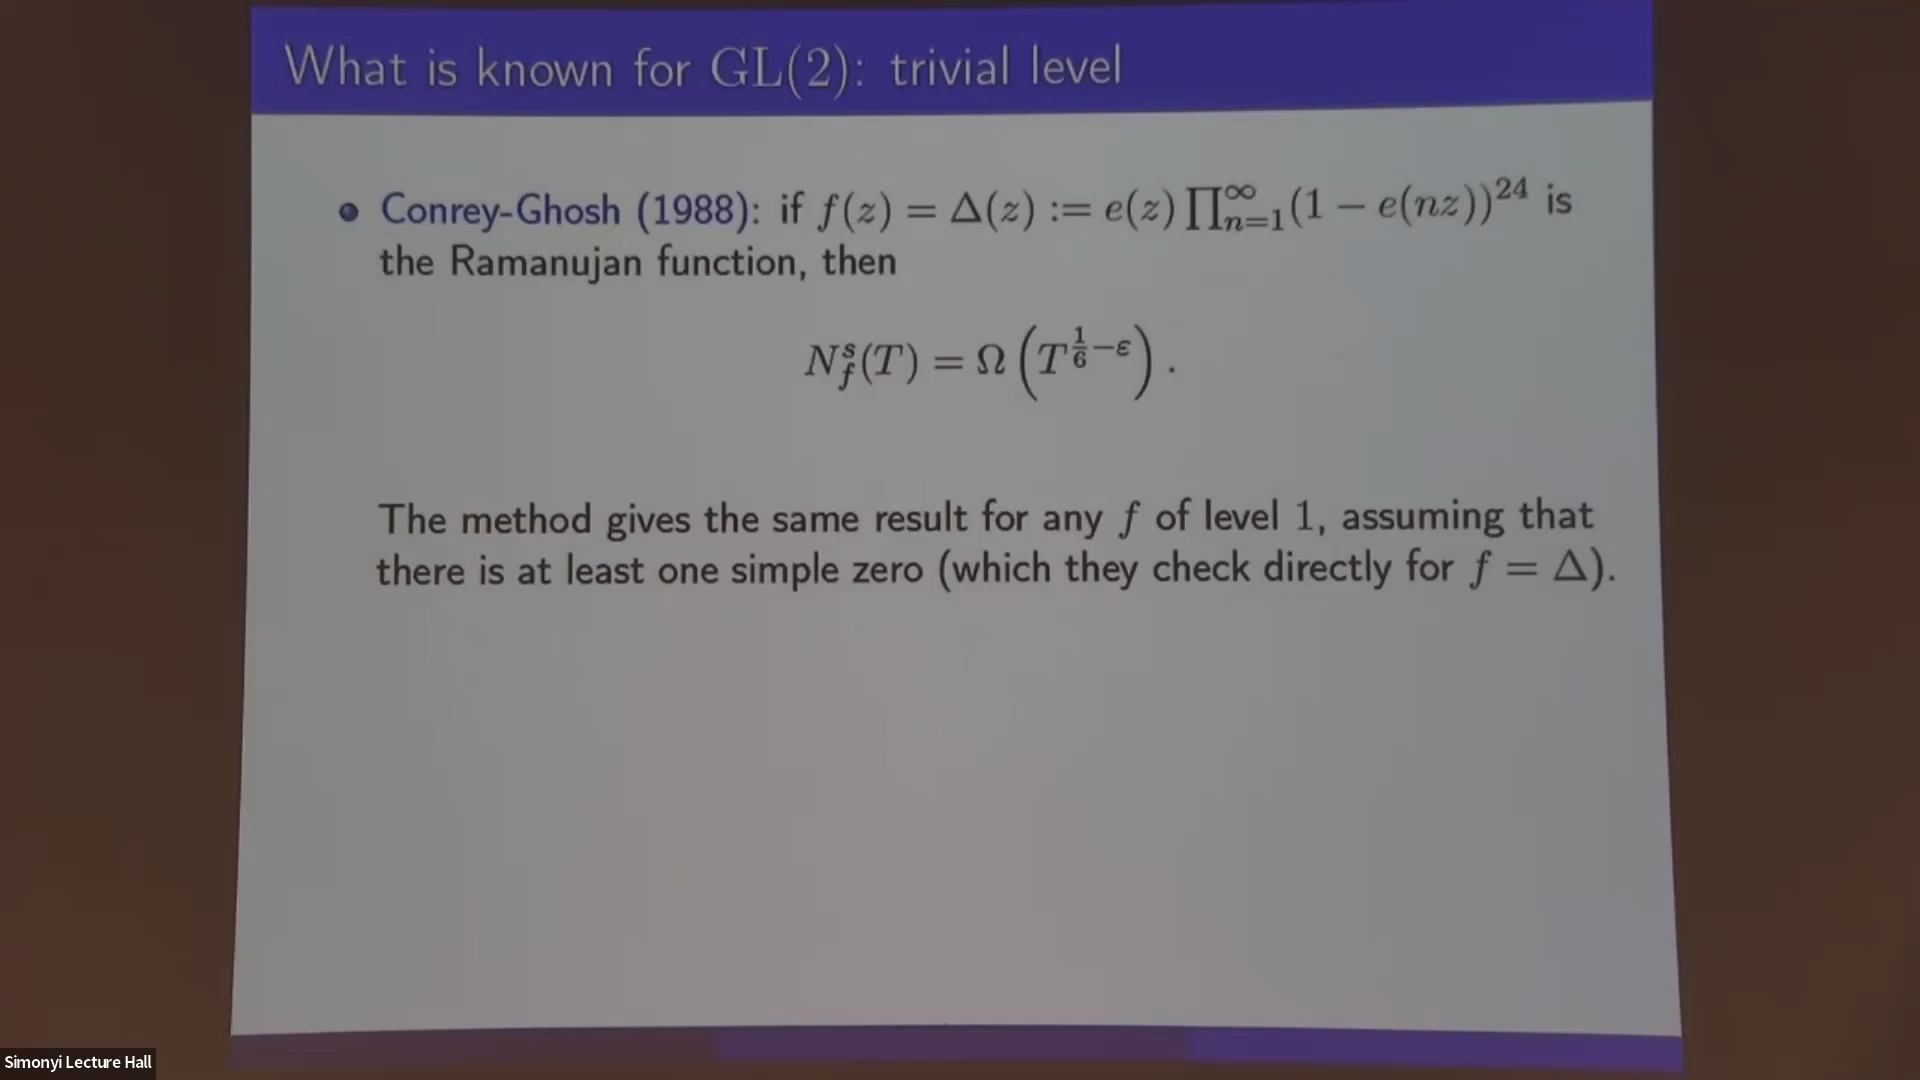 What is known for GL(2): trivial level
Conrey-Ghosh (1988): if f(z) = Δ(z) := e(z) ∏_{n=1}^{∞}(1 − e(nz))^{24} is
the Ramanujan function, then
N_f^s(T) = Ω(T^{1/6−ε}).
The method gives the same result for any f of level 1, assuming that
there is at least one simple zero (which they check directly for f = Δ).
Simonyi Lecture Hall